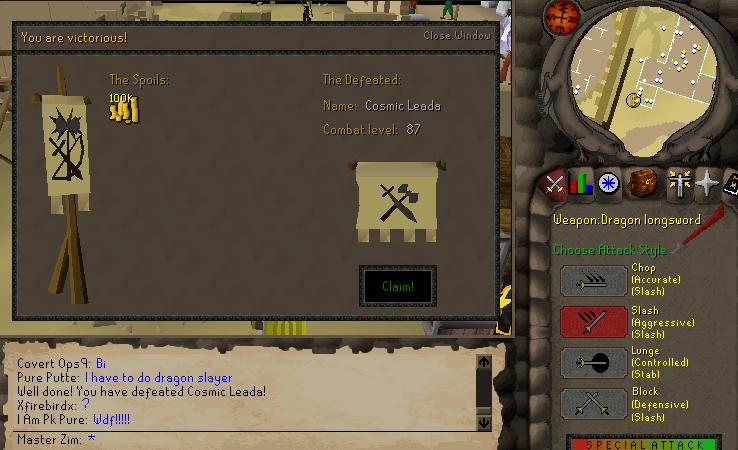 You are victorious!
Close Window
The Spoils:
100K
The Defeated:
Name: Cosmic Leada
Combat level: 87
Claim!
Weapon:Dragon longsword
Choose Attack Style
Chop
(Accurate)
(Slash)
Slash
(Aggressive)
(Slash)
Lunge
(Controlled)
(Stab)
Block
(Defensive)
(Slash)
SPECIAL ATTACK
Covert Ops9: Bi
Pure Putte: I have to do dragon slayer
Well done! You have defeated Cosmic Leada!
Xfirebirdx: ?
I Am Pk Pure: Wdf!!!!!
Master Zim: *